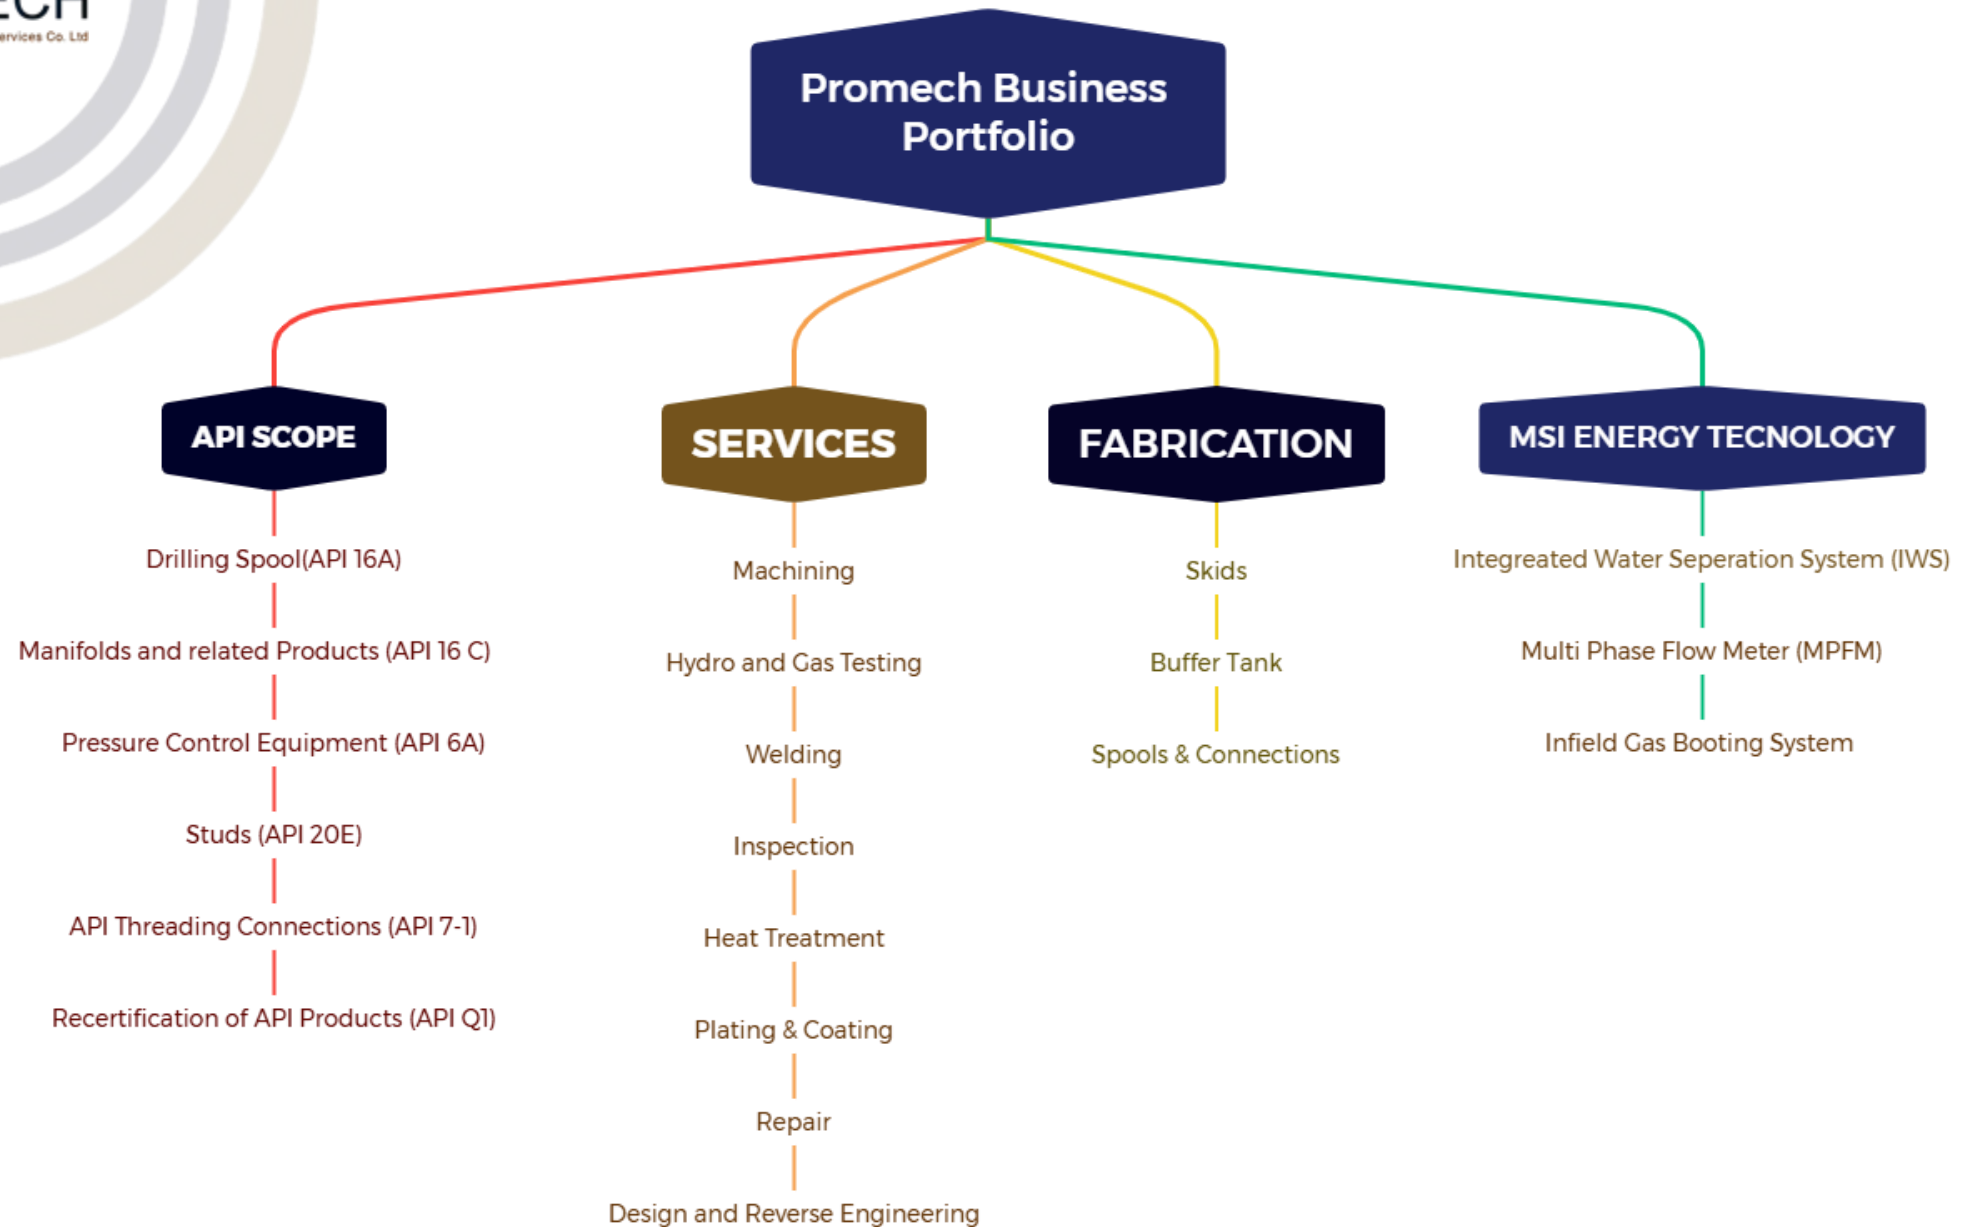 ECH
ervices Co. Ltd
Promech Business
Portfolio
API SCOPE
Drilling Spool(API 16A)
Manifolds and related Products (API 16 C)
Pressure Control Equipment (API 6A)
Studs (API 20E)
API Threading Connections (API 7-1)
Recertification of API Products (API Q1)
SERVICES
Machining
Hydro and Gas Testing
Welding
Inspection
Heat Treatment
Plating & Coating
Repair
Design and Reverse Engineering
FABRICATION
Skids
Buffer Tank
Spools & Connections
MSI ENERGY TECNOLOGY
Integreated Water Seperation System (IWS)
Multi Phase Flow Meter (MPFM)
Infield Gas Booting System